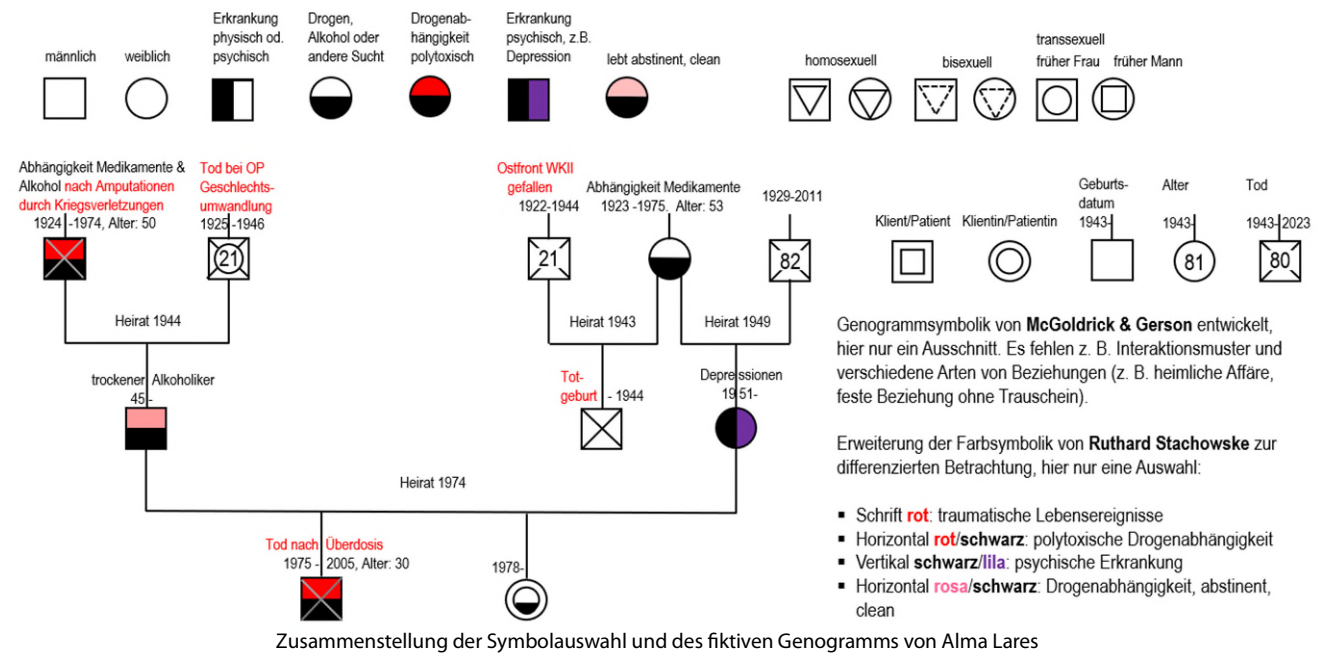 männlich
weiblich
Erkrankung
physisch od.
psychisch
Drogen,
Alkohol oder
andere Sucht
Drogenab-
hängigkeit
polytoxisch
Erkrankung
psychisch, z.B.
Depression
lebt abstinent, clean
homosexuell
bisexuell
transsexuell
früher Frau
früher Mann
Abhängigkeit Medikamente &
Alkohol nach Amputationen
durch Kriegsverletzungen
1924 -1974, Alter: 50
Tod bei OP
Geschlechts-
umwandlung
1925 -1946
21
Ostfront WKII
gefallen
1922-1944
21
Abhängigkeit Medikamente
1923 -1975. Alter: 53
1929-2011
82
Klient/Patient
Klientin/Patientin
Geburts-
datum
1943-
Alter
1943-
81
Tod
1943- 2023
80
Heirat 1944
Heirat 1943
Heirat 1949
trockener Alkoholiker
45 -
Tot-
geburt - 1944
Depressionen
1951-
Heirat 1974
Tod nach Überdosis
1975 - 2005, Alter: 30
1978-
Genogrammsymbolik von McGoldrick & Gerson entwickelt,
hier nur ein Ausschnitt. Es fehlen z. B. Interaktionsmuster und
verschiedene Arten von Beziehungen (z. B. heimliche Affäre,
feste Beziehung ohne Trauschein).
Erweiterung der Farbsymbolik von Ruthard Stachowske zur
differenzierten Betrachtung, hier nur eine Auswahl:
▪ Schrift rot: traumatische Lebensereignisse
▪ Horizontal rot/schwarz: polytoxische Drogenabhängigkeit
▪ Vertikal schwarz/lila: psychische Erkrankung
▪ Horizontal rosa/schwarz: Drogenabhängigkeit, abstinent,
clean
Zusammenstellung der Symbolauswahl und des fiktiven Genogramms von Alma Lares